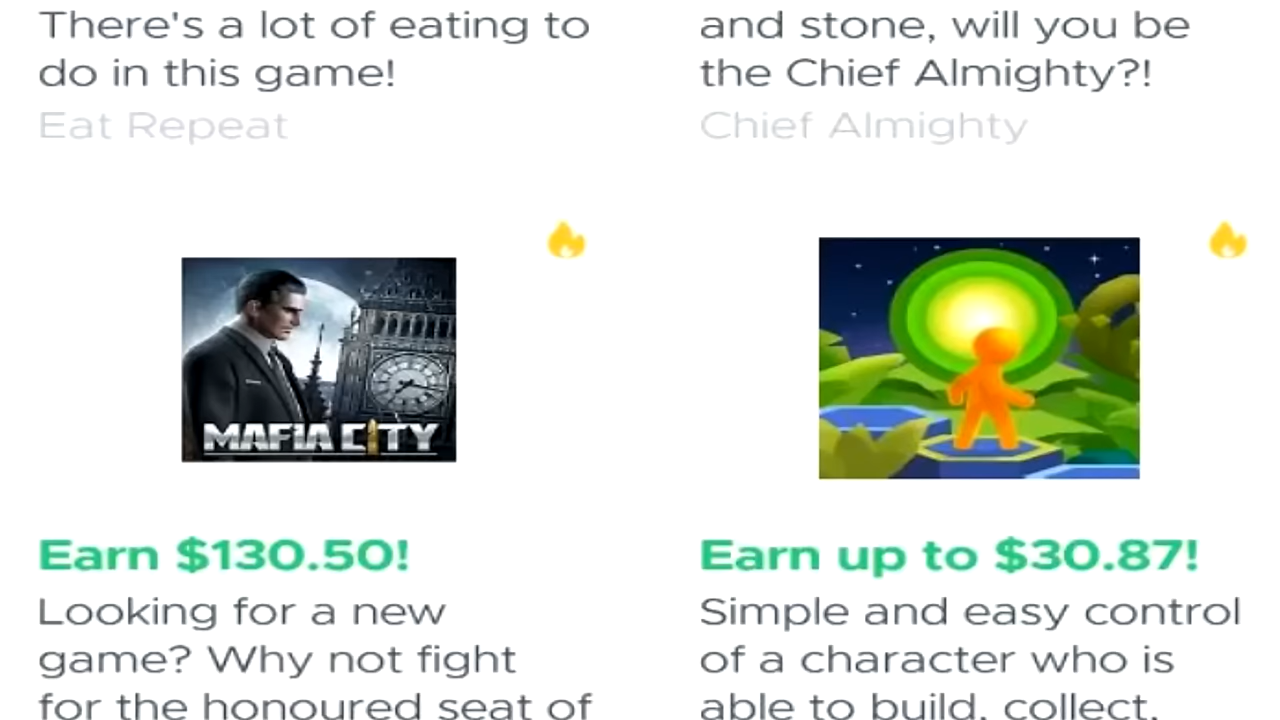 There's a lot of eating to
do in this game!
Eat Repeat
and stone, will you be
the Chief Almighty?!
Chief Almighty
MAFIA CITY
Earn $130.50!
Looking for a new
game? Why not fight
for the honoured seat of
Earn up to $30.87!
Simple and easy control
of a character who is
able to build, collect,